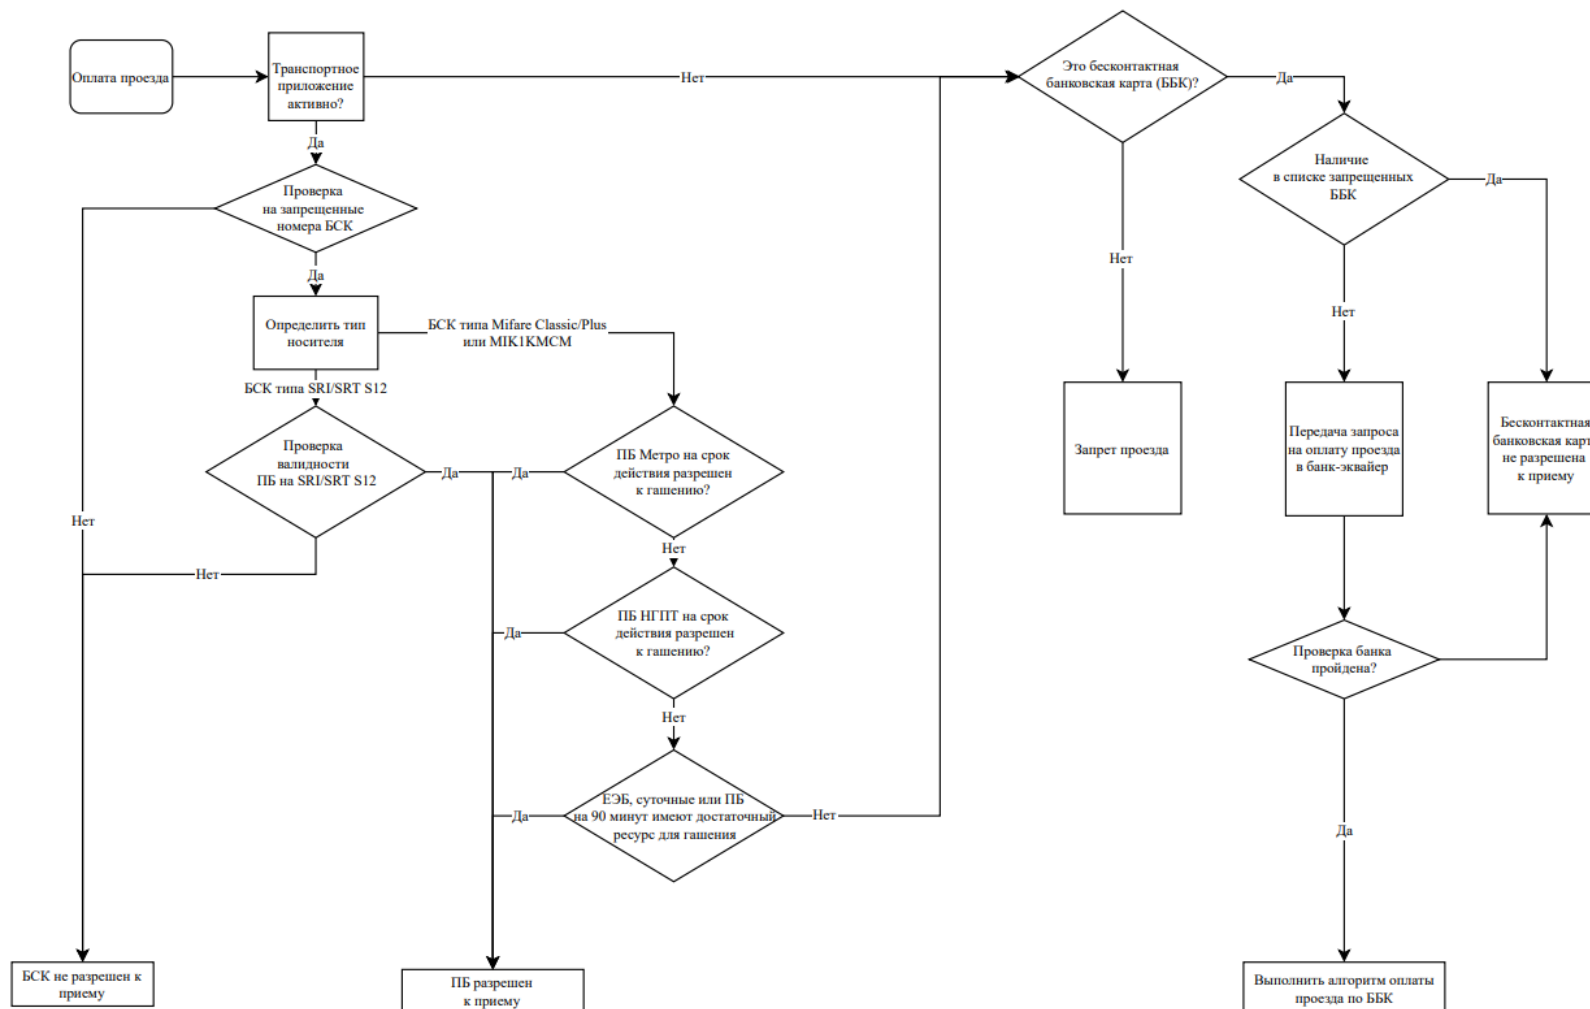 Оплата проезда
Транспортное
приложение
активно?
Нет
Это бесконтактная
банковская карта (ББК)?
Да
Да
Проверка
на запрещенные
номера БСК
Наличие
в списке запрещенных
ББК
Да
Нет
Да
Нет
Определить тип
носителя
БСК типа Mifare Classic/Plus
или MIK1KMCM
БСК типа SRI/SRT S12
Проверка
валидности
ПБ на SRI/SRT S12
Да
Да
ПБ Метро на срок
действия разрешен
к гашению?
Запрет проезда
Передача запроса
на оплату проезда
в банк-эквайер
Бесконтактная
банковская карта
не разрешена
к приему
Нет
Нет
Нет
Да
ПБ НГПТ на срок
действия разрешен
к гашению?
Проверка банка
пройдена?
Нет
Да
ЕЭБ, суточные или ПБ
на 90 минут имеют достаточный
ресурс для гашения
Нет
Да
БСК не разрешен к
приему
ПБ разрешен
к приему
Выполнить алгоритм оплаты
проезда по ББК
Нет